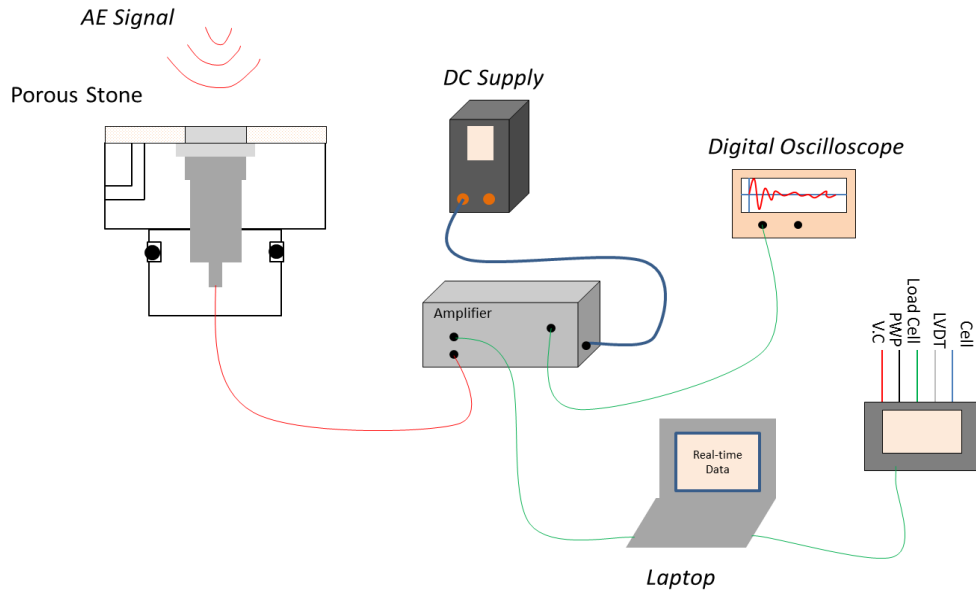 AE Signal
Porous Stone
DC Supply
Digital Oscilloscope
Amplifier
V.C
PWP
Load Cell
LVDT
Cell
Real-time
Data
Laptop